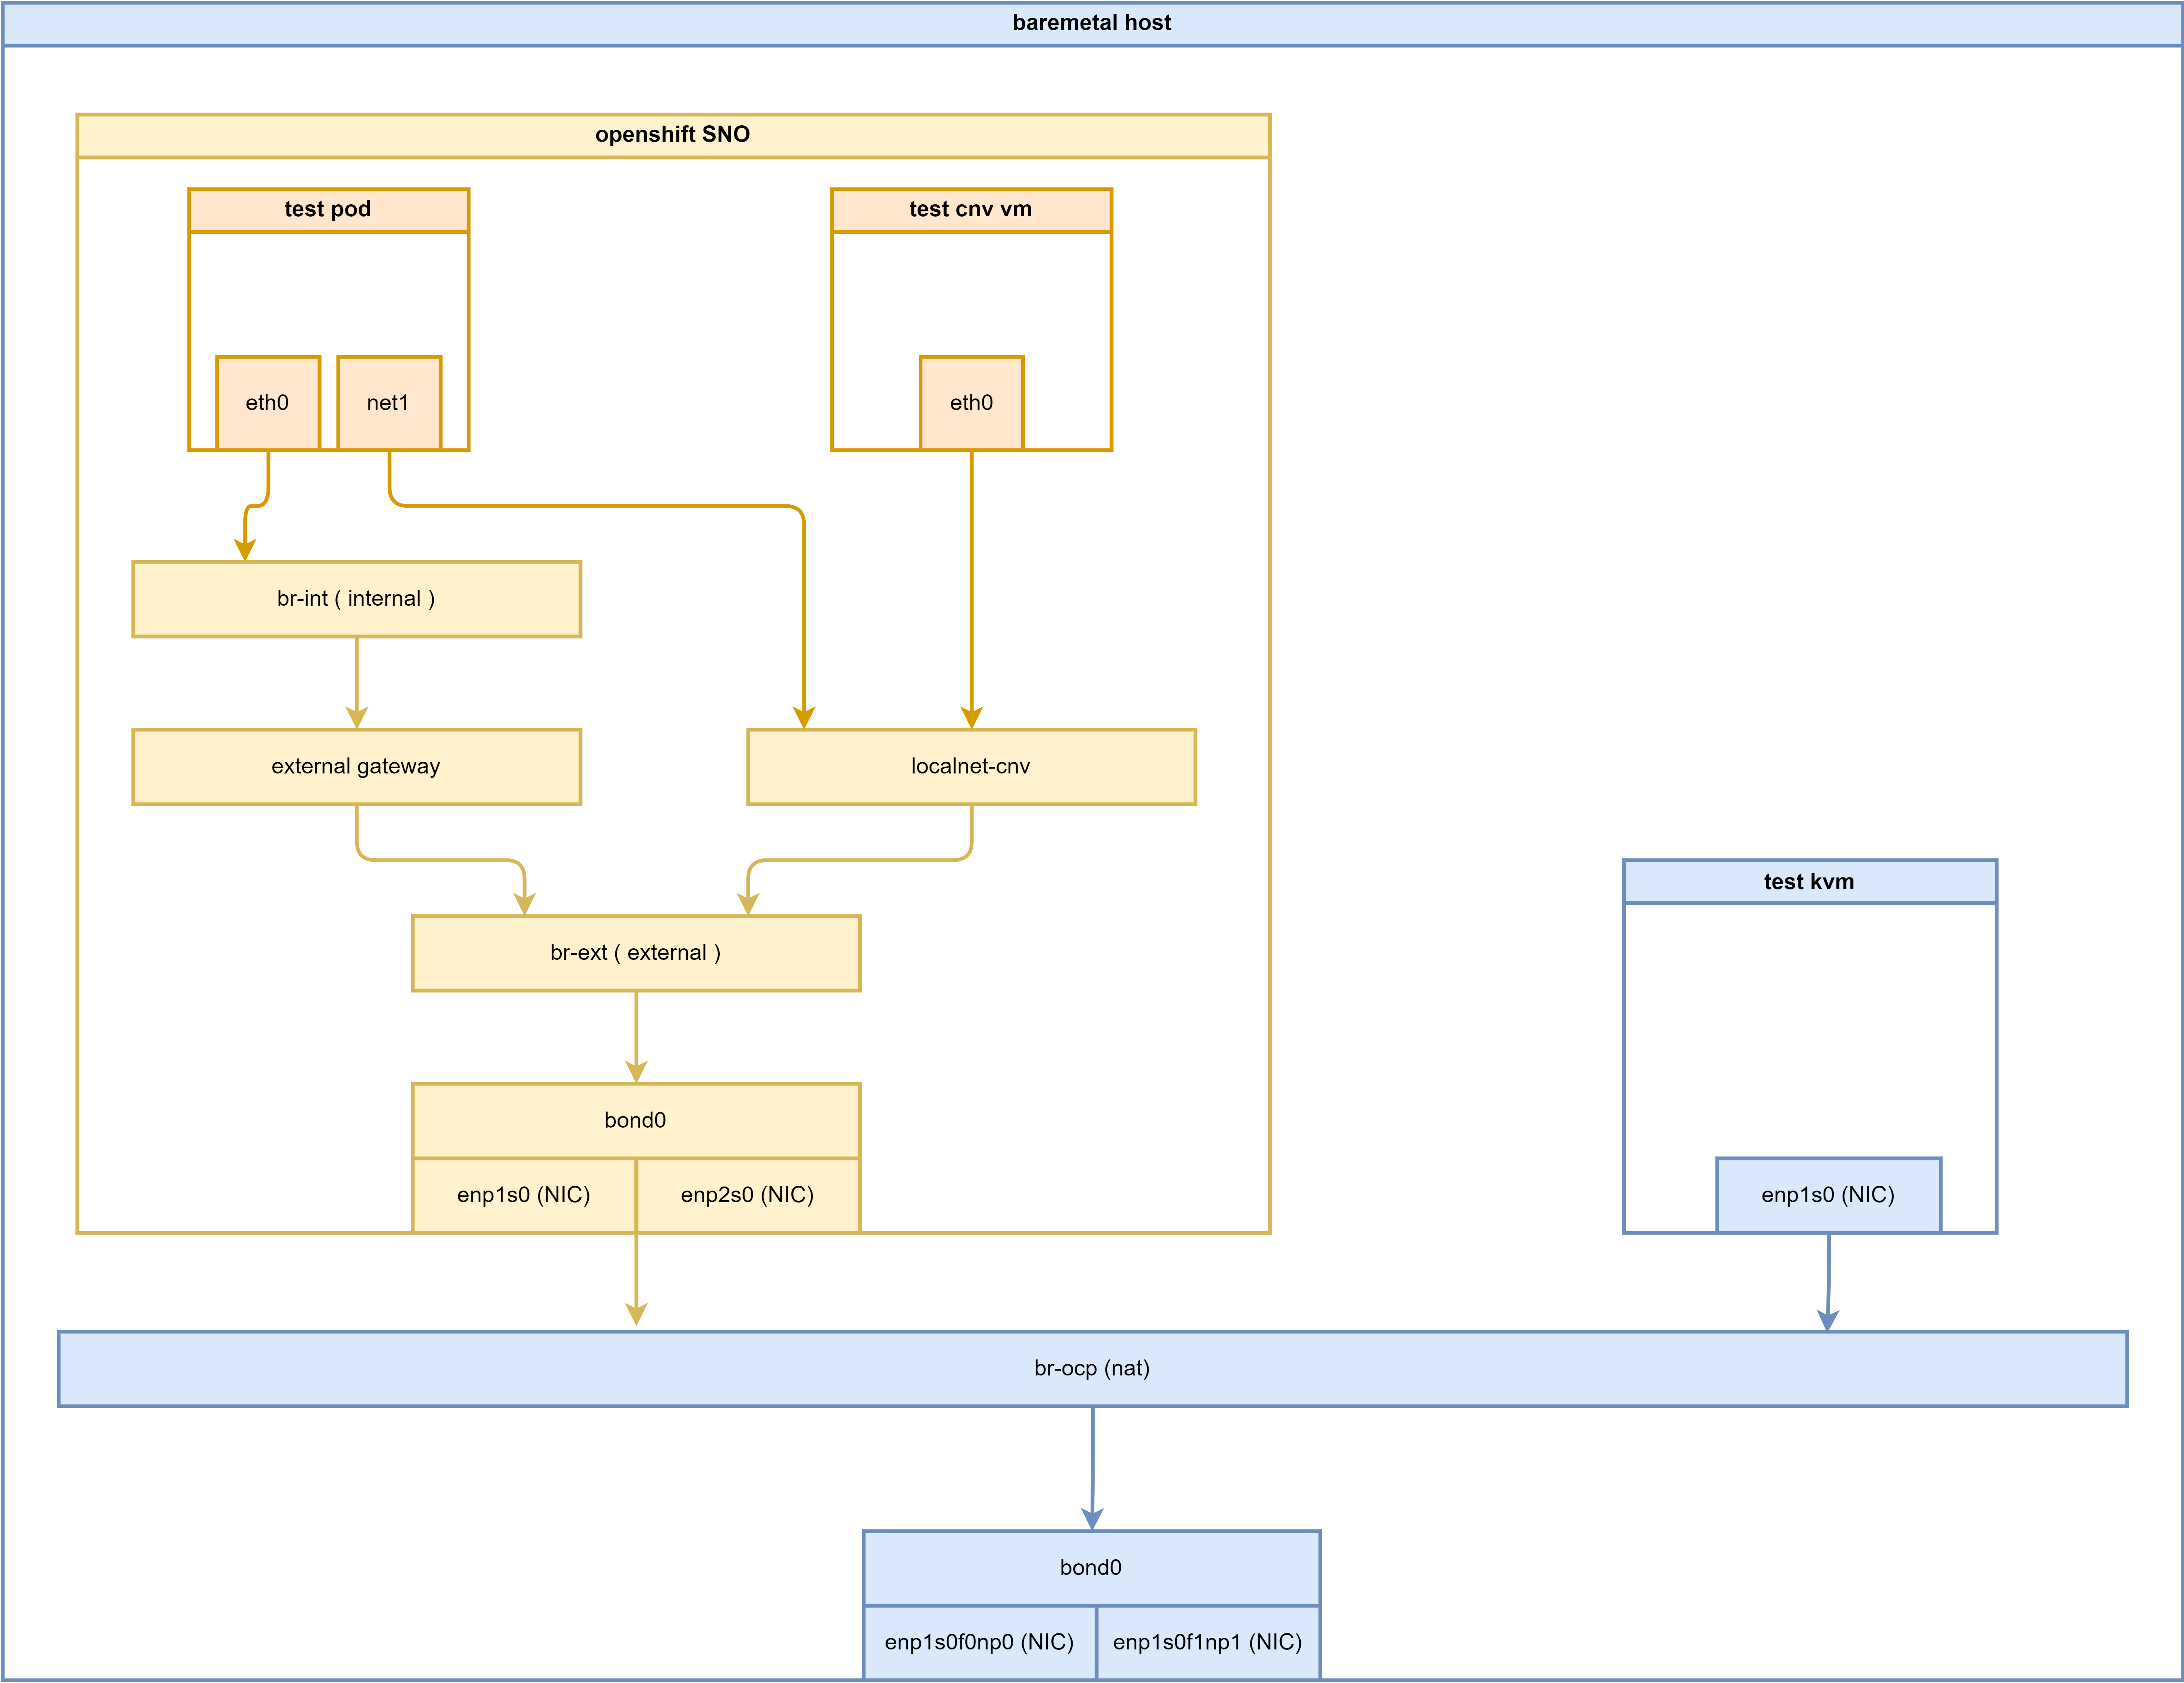 baremetal host
openshift SNO
test pod
test cnv vm
eth0
net1
eth0
br-int ( internal )
external gateway
localnet-cnv
test kvm
br-ext ( external )
bond0
enp1s0 (NIC)
enp2s0 (NIC)
enp1s0 (NIC)
br-ocp (nat)
bond0
enp1s0f0np0 (NIC)
enp1s0f1np1 (NIC)